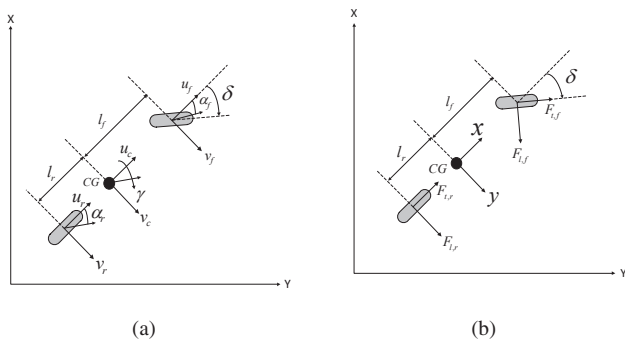 X
u_f
α_f
δ
l_f
v_f
u_c
l_r
CG
γ
u_r
α_r
v_c
v_r
Y
(a)
X
δ
l_f
F_{t,f}
x
F_{l,f}
l_r
CG
F_{t,r}
y
F_{l,r}
Y
(b)